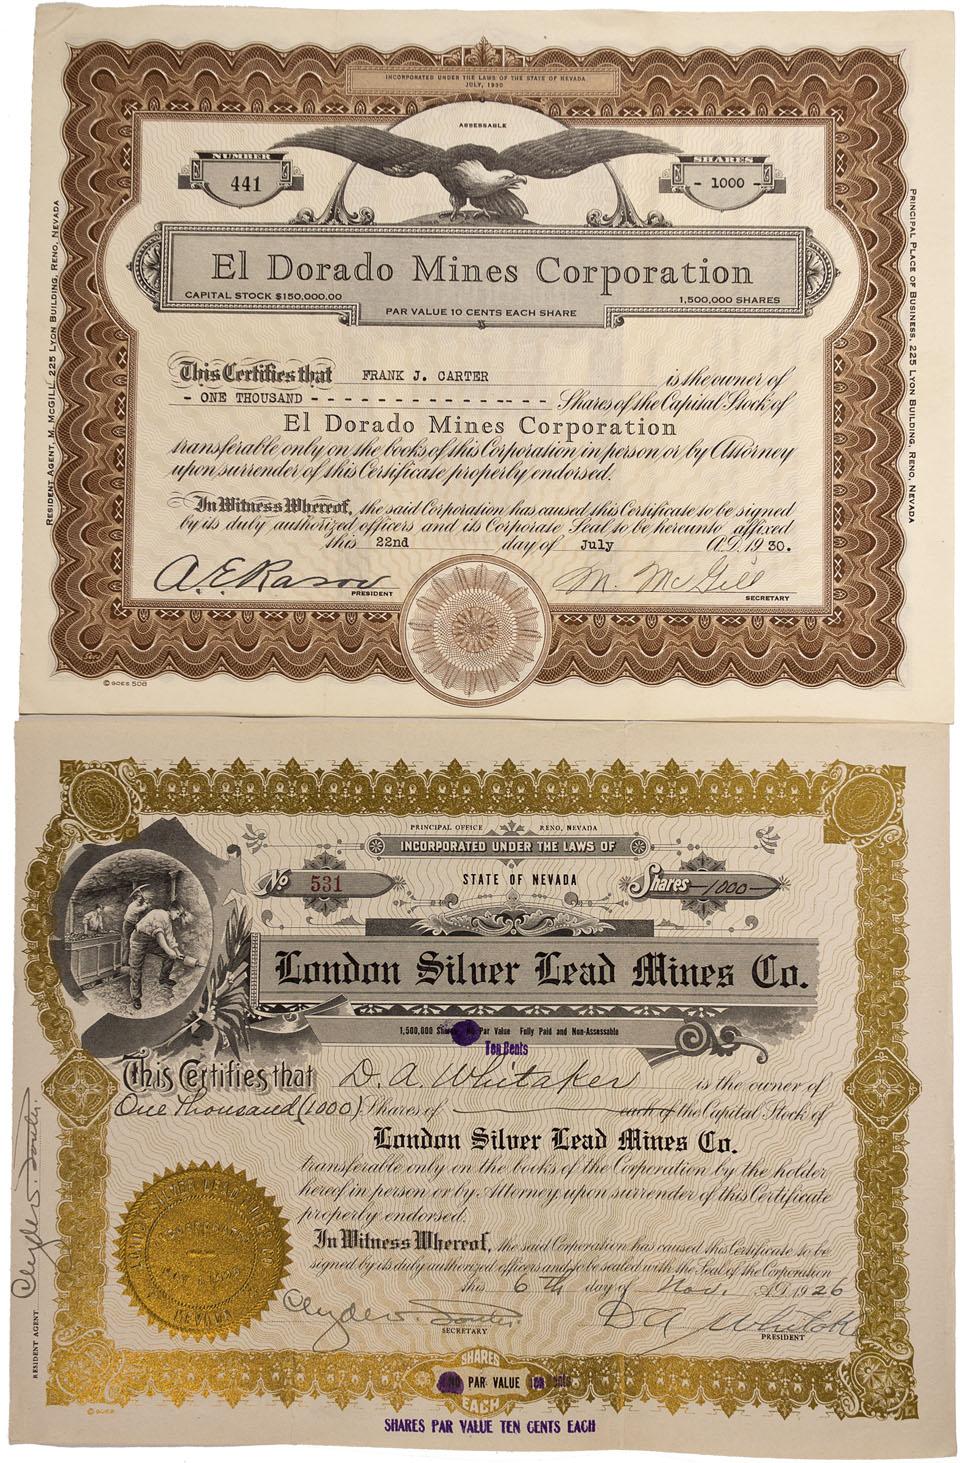 INCORPORATED UNDER THE LAWS OF THE STATE OF NEVADA
JULY, 1930
ASSESSABLE
NUMBER
441
SHARES
- 1000 -
El Dorado Mines Corporation
CAPITAL STOCK $150,000.00
1,500,000 SHARES
PAR VALUE 10 CENTS EACH SHARE
RESIDENT AGENT, M. McGILL, 225 LYON BUILDING, RENO, NEVADA
PRINCIPAL PLACE OF BUSINESS, 225 LYON BUILDING, RENO, NEVADA
This Certifies that FRANK J. CARTER is the owner of
- ONE THOUSAND - - - - - - - - - - - - - - - - Shares of the Capital Stock of
El Dorado Mines Corporation
transferable only on the books of this Corporation in person or by Attorney
upon surrender of this Certificate properly endorsed.
In Witness Whereof, the said Corporation has caused this Certificate to be signed
by its duly authorized officers and its Corporate Seal to be hereunto affixed
this 22nd day of July A.D. 1930.
M. McGill
PRESIDENT
SECRETARY
© GOES 508
PRINCIPAL OFFICE RENO, NEVADA
INCORPORATED UNDER THE LAWS OF
STATE OF NEVADA
No 531
Shares 1000
London Silver Lead Mines Co.
1,500,000 Par Value Fully Paid and Non-Assessable
Ten Cents
This Certifies that D. A. Whitaker is the owner of
One Thousand (1000) Shares of each of the Capital Stock of
London Silver Lead Mines Co.
transferable only on the books of the Corporation by the holder
hereof in person or by Attorney, upon surrender of this Certificate
properly endorsed.
In Witness Whereof, the said Corporation has caused this Certificate to be
signed by its duly authorized officers and to be sealed with the Seal of the Corporation
this 6th day of Nov. A.D. 1926
SECRETARY
D A Whitaker
PRESIDENT
RESIDENT AGENT
SHARES
PAR VALUE
EACH
© GOES
SHARES PAR VALUE TEN CENTS EACH